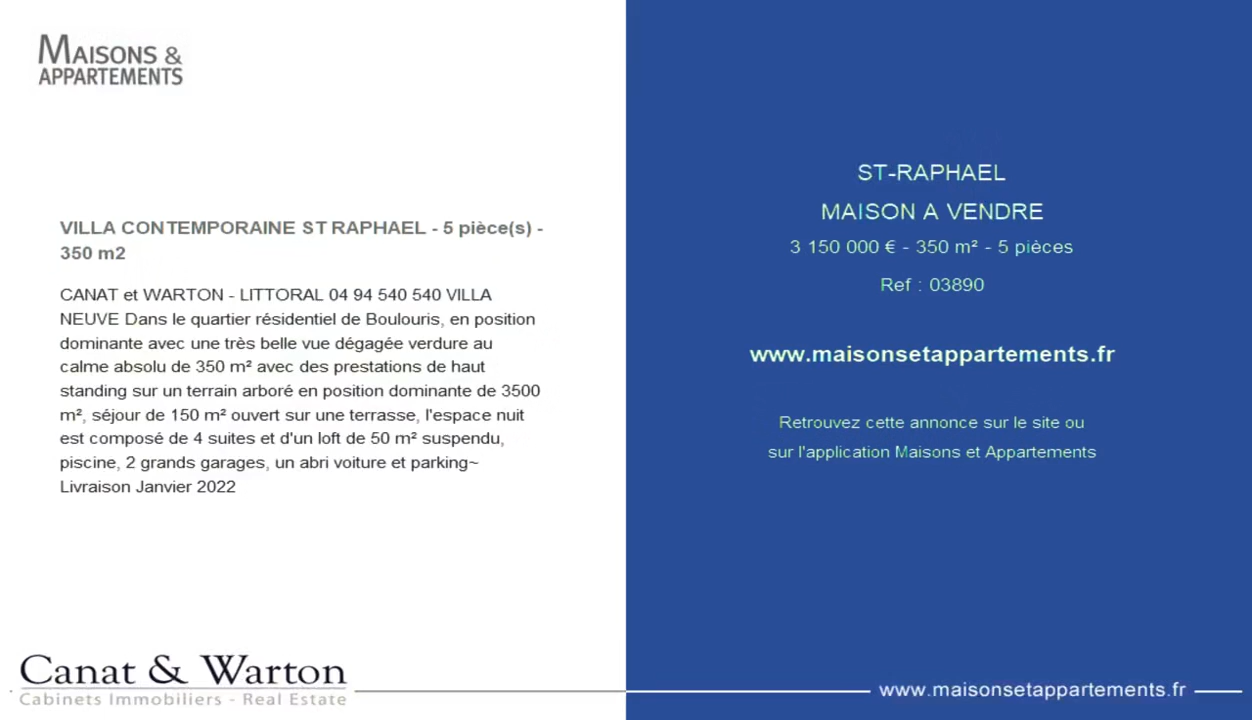 MAISONS &
APPARTEMENTS
VILLA CONTEMPORAINE ST RAPHAEL - 5 pièce(s) -
350 m2
CANAT et WARTON - LITTORAL 04 94 540 540 VILLA
NEUVE Dans le quartier résidentiel de Boulouris, en position
dominante avec une très belle vue dégagée verdure au
calme absolu de 350 m² avec des prestations de haut
standing sur un terrain arboré en position dominante de 3500
m², séjour de 150 m² ouvert sur une terrasse, l'espace nuit
est composé de 4 suites et d'un loft de 50 m² suspendu,
piscine, 2 grands garages, un abri voiture et parking~
Livraison Janvier 2022
Canat & Warton
Cabinets Immobiliers - Real Estate
ST-RAPHAEL
MAISON A VENDRE
3 150 000 € - 350 m² - 5 pièces
Ref : 03890
www.maisonsetappartements.fr
Retrouvez cette annonce sur le site ou
sur l'application Maisons et Appartements
www.maisonsetappartements.fr